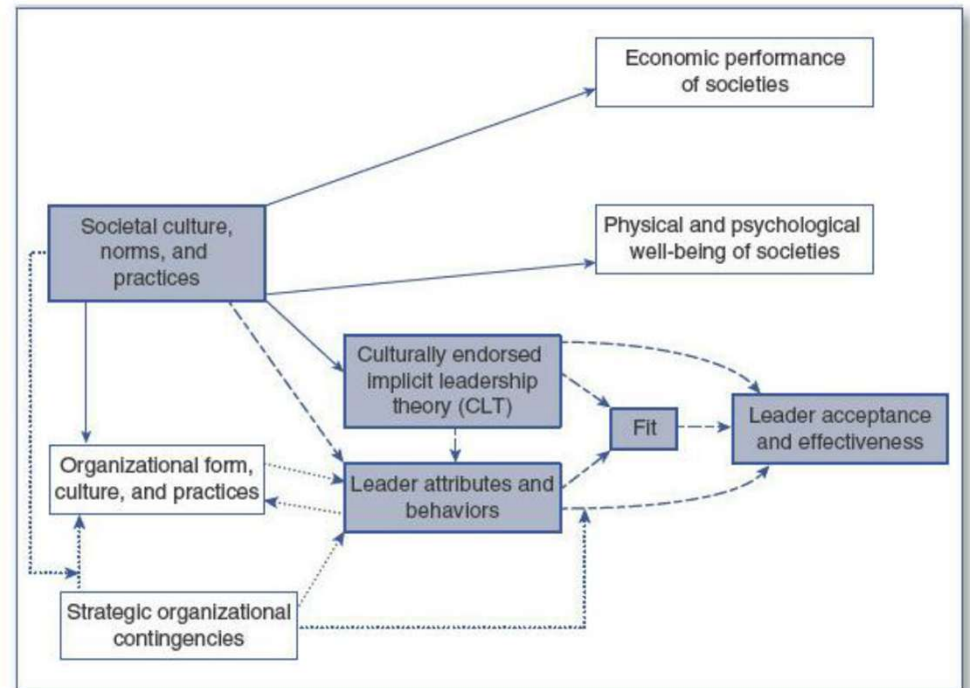 Economic performance
of societies
Societal culture,
norms, and
practices
Physical and psychological
well-being of societies
Culturally endorsed
implicit leadership
theory (CLT)
Fit
Leader acceptance
and effectiveness
Organizational form,
culture, and practices
Leader attributes and
behaviors
Strategic organizational
contingencies